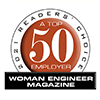 2021 READERS' CHOICE
A TOP
50
EMPLOYER
WOMAN ENGINEER
MAGAZINE